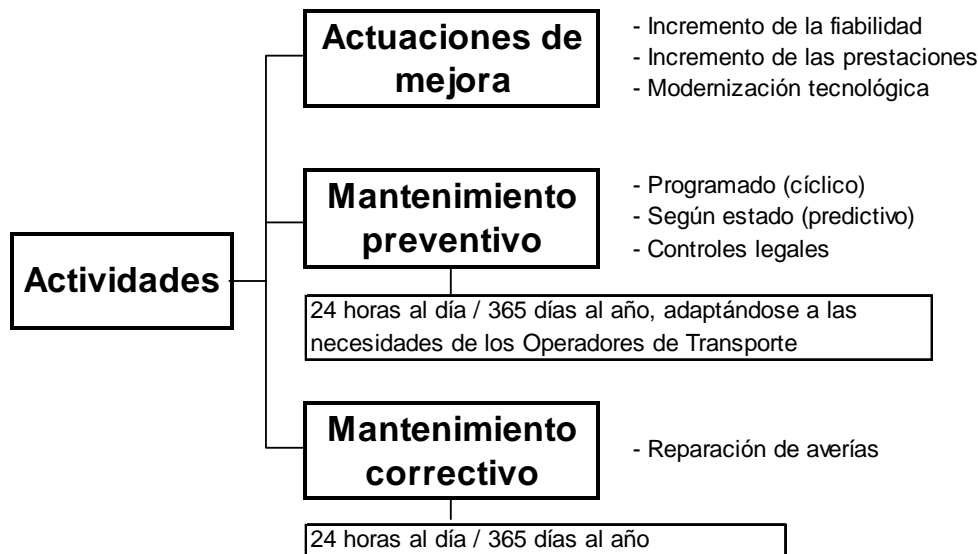 Actuaciones de
mejora
- Incremento de la fiabilidad
- Incremento de las prestaciones
- Modernización tecnológica
Mantenimiento
preventivo
- Programado (cíclico)
- Según estado (predictivo)
- Controles legales
Actividades
24 horas al día / 365 días al año, adaptándose a las
necesidades de los Operadores de Transporte
Mantenimiento
correctivo
- Reparación de averías
24 horas al día / 365 días al año